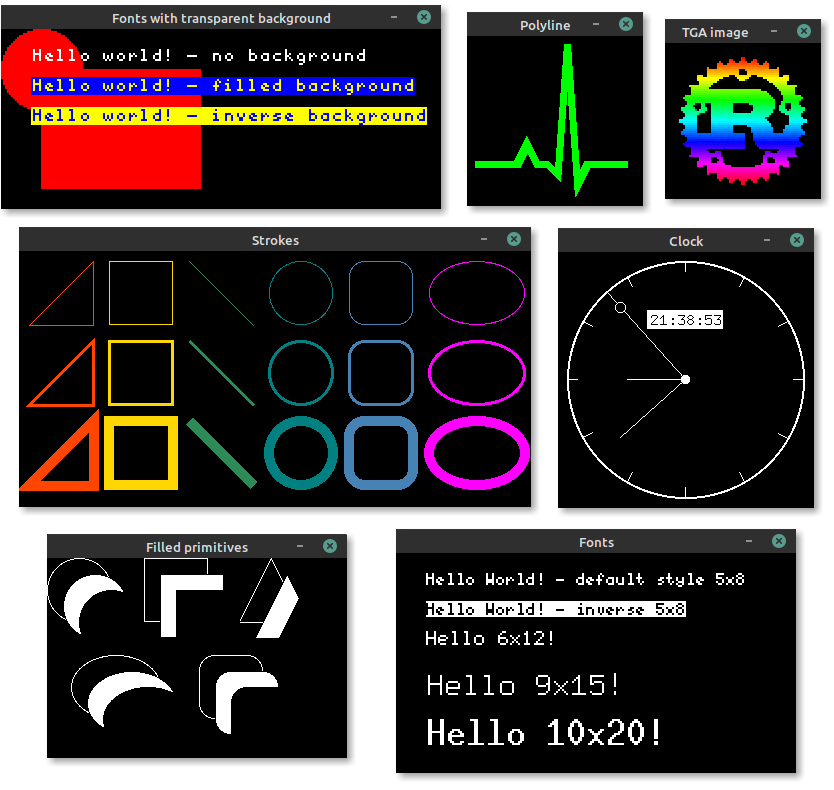 Fonts with transparent background
Hello world! - no background
Hello world! - filled background
Hello world! - inverse background
Polyline
TGA image
R
Strokes
Clock
21:38:53
Filled primitives
Fonts
Hello World! - default style 5x8
Hello World! - inverse 5x8
Hello 6x12!
Hello 9x15!
Hello 10x20!